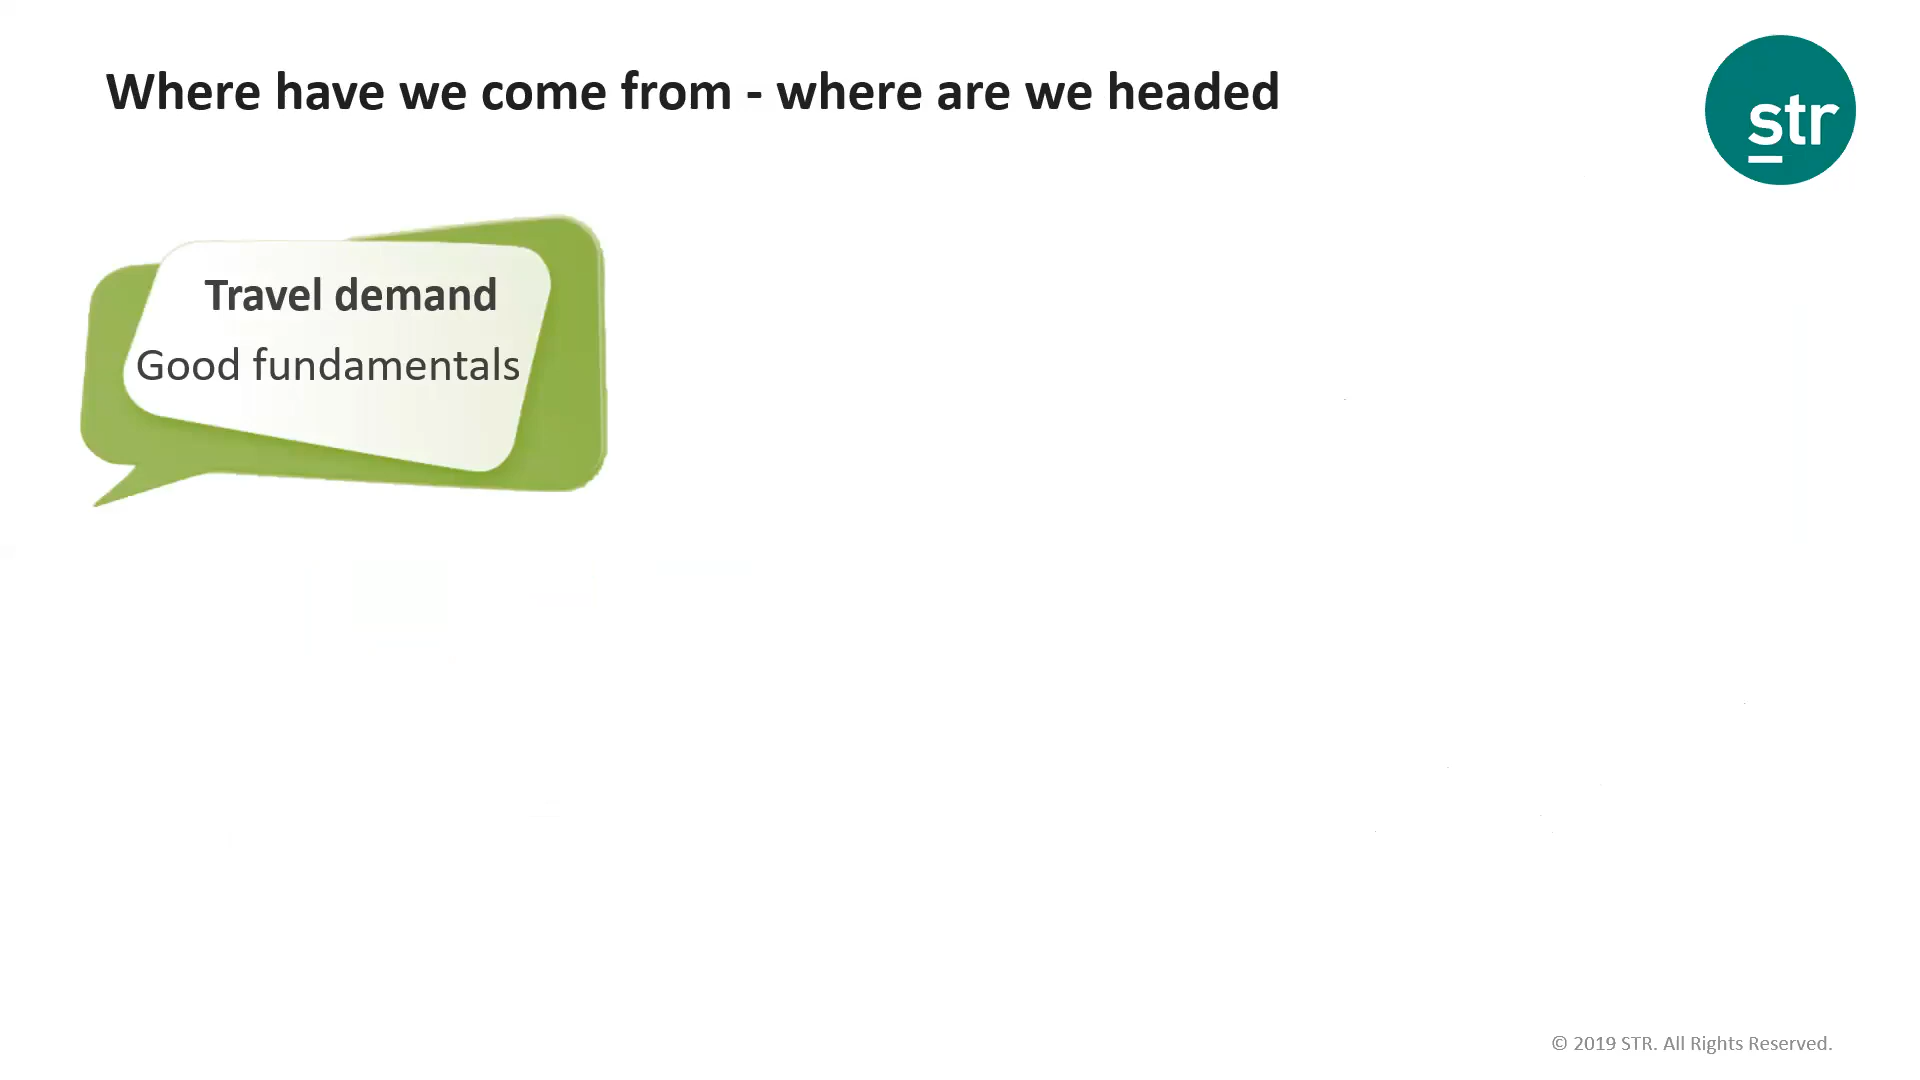 Where have we come from - where are we headed
str
Travel demand
Good fundamentals
© 2019 STR. All Rights Reserved.